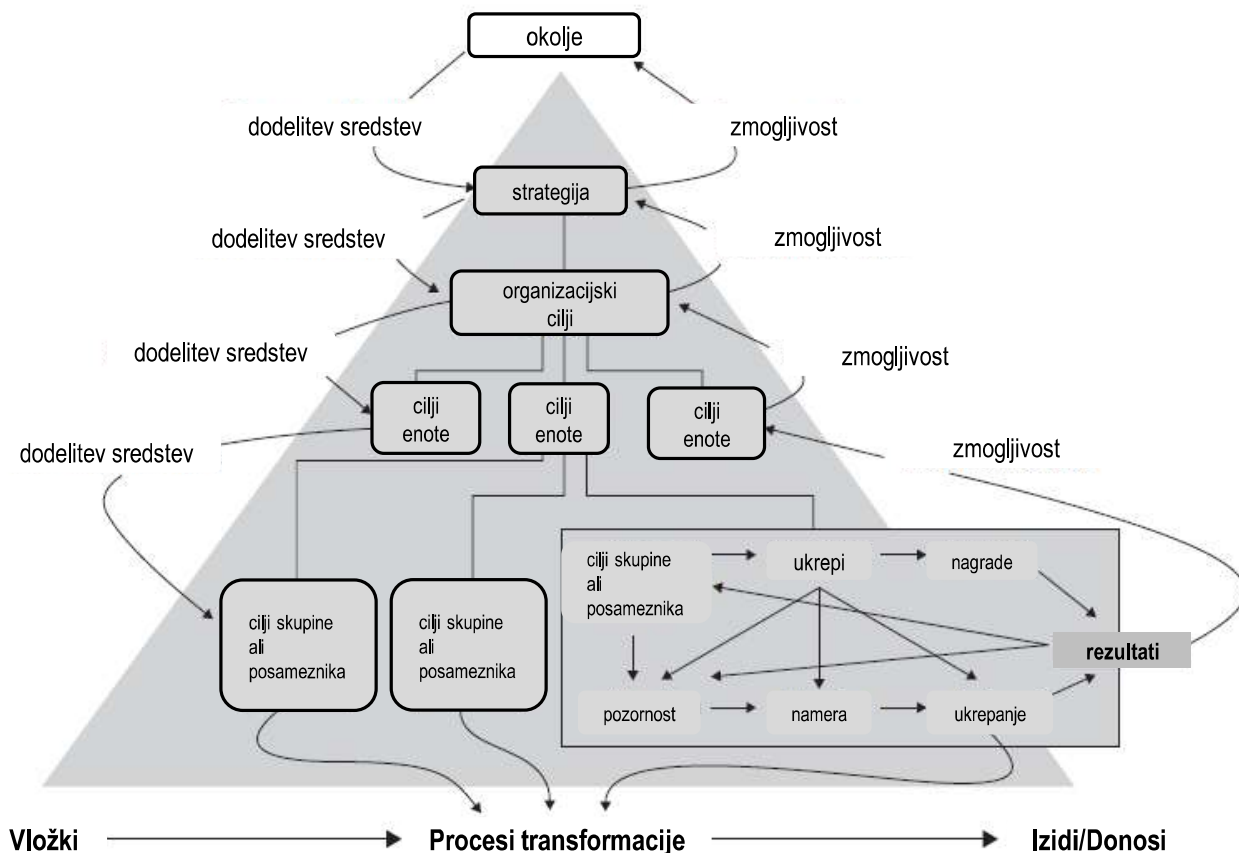 okolje
dodelitev sredstev
zmogljivost
strategija
dodelitev sredstev
zmogljivost
organizacijski
cilji
dodelitev sredstev
zmogljivost
cilji
enote
cilji
enote
cilji
enote
dodelitev sredstev
zmogljivost
cilji skupine
ali
posameznika
ukrepi
nagrade
cilji skupine
ali
posameznika
cilji skupine
ali
posameznika
rezultati
pozornost
namera
ukrepanje
Vložki
Procesi transformacije
Izidi/Donosi